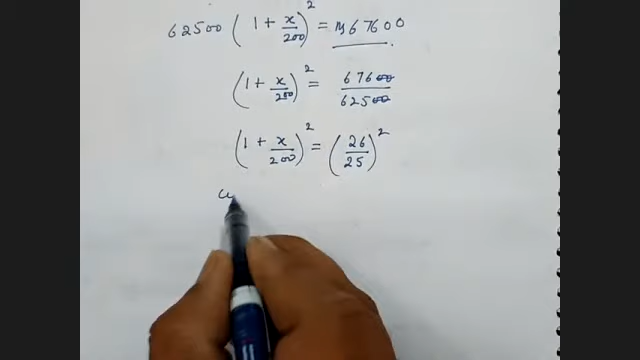 62500 (1 + x/200)² = 67600
(1 + x/200)² = 67600/62500
(1 + x/200)² = (26/25)²